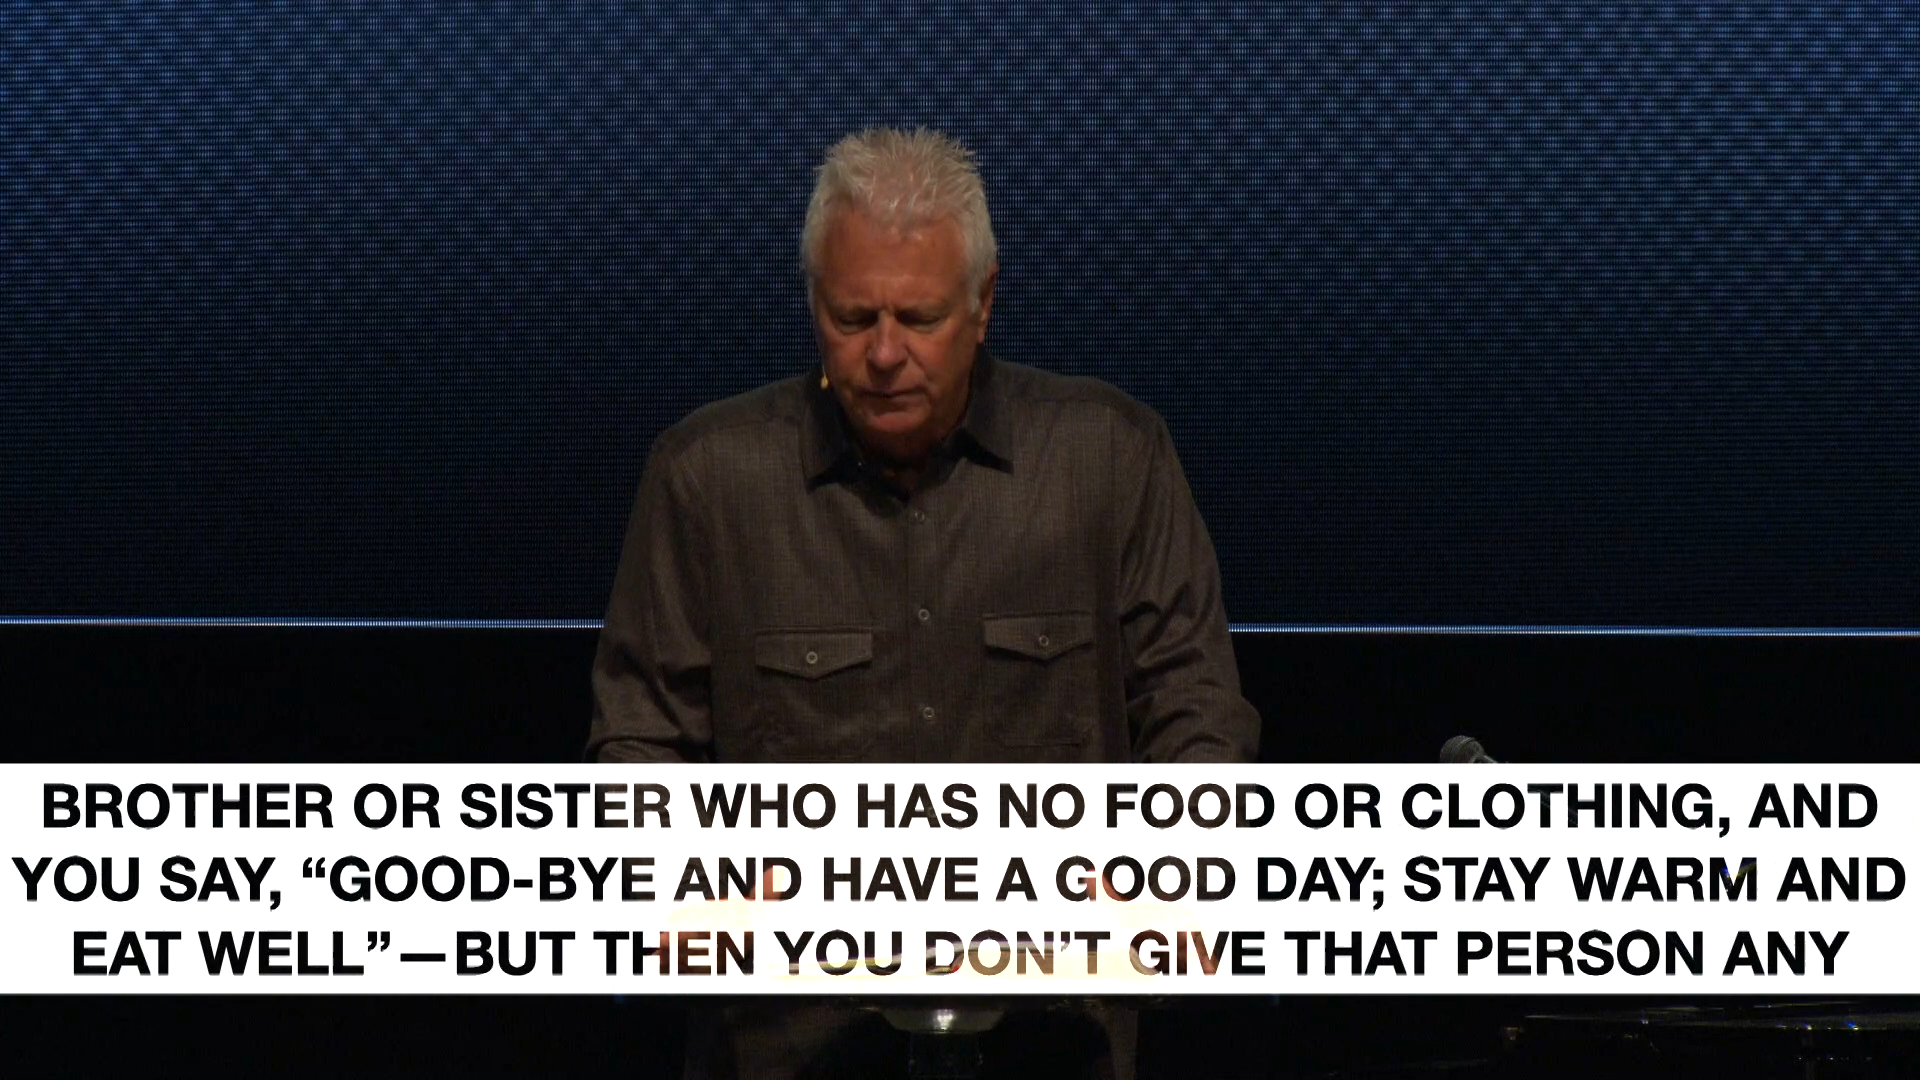 BROTHER OR SISTER WHO HAS NO FOOD OR CLOTHING, AND
YOU SAY, “GOOD-BYE AND HAVE A GOOD DAY; STAY WARM AND
EAT WELL”—BUT THEN YOU DON’T GIVE THAT PERSON ANY